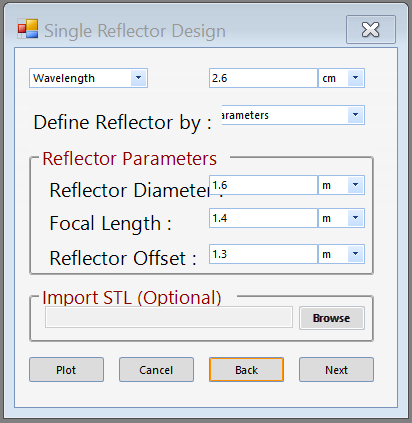 Single Reflector Design
Wavelength 2.6 cm
Define Reflector by : arameters
Reflector Parameters
Reflector Diameter : 1.6 m
Focal Length : 1.4 m
Reflector Offset : 1.3 m
Import STL (Optional)
Browse
Plot Cancel Back Next